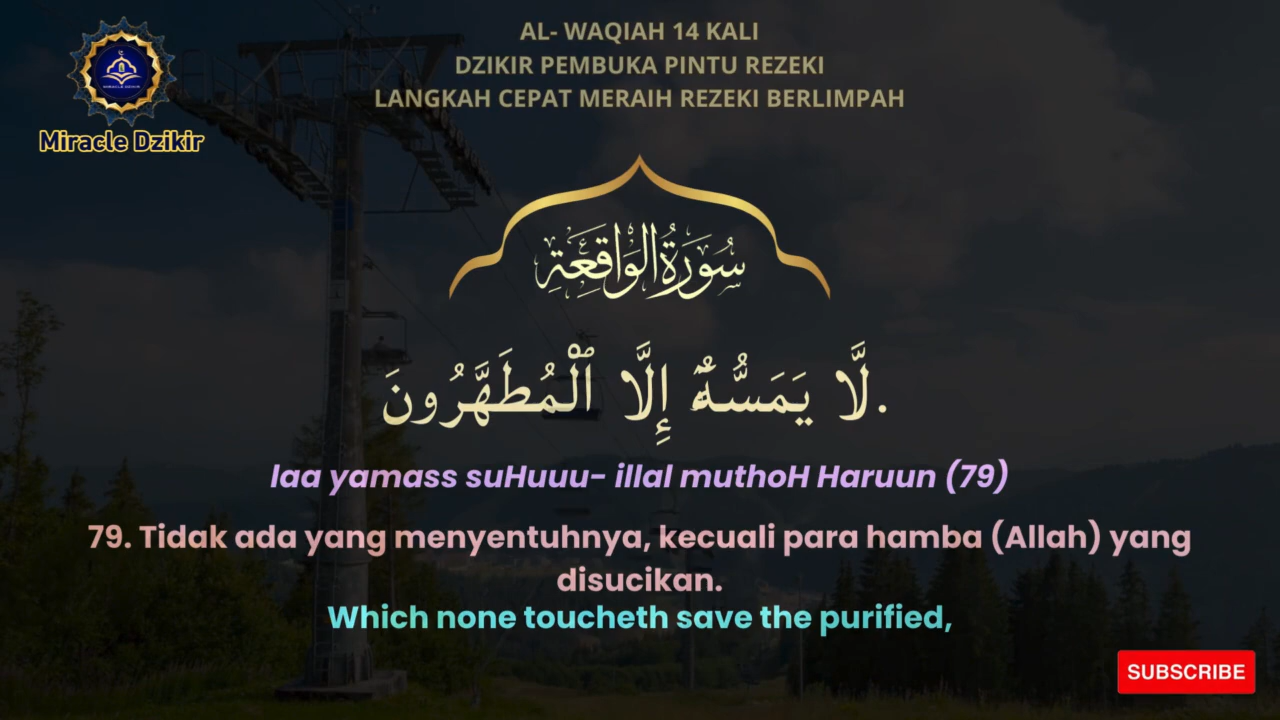 AL- WAQIAH 14 KALI
DZIKIR PEMBUKA PINTU REZEKI
LANGKAH CEPAT MERAIH REZEKI BERLIMPAH
MIRACLE DZIKIR
Miracle Dzikir
سُورَةُ الوَاقِعَةِ
لَّا يَمَسُّهُۥٓ إِلَّا ٱلْمُطَهَّرُونَ.
laa yamass suHuuu- illal muthoH Haruun (79)
79. Tidak ada yang menyentuhnya, kecuali para hamba (Allah) yang
disucikan.
Which none toucheth save the purified,
SUBSCRIBE